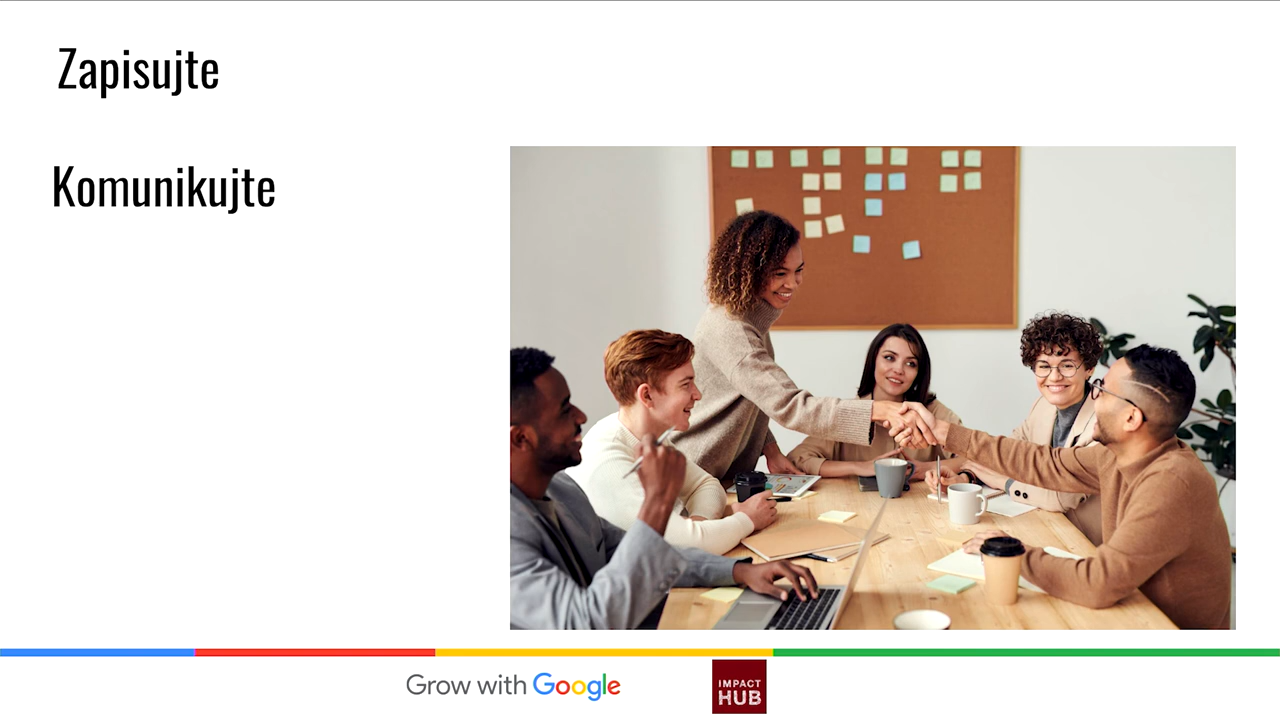 Zapisujte
Komunikujte
Grow with Google
IMPACT
HUB